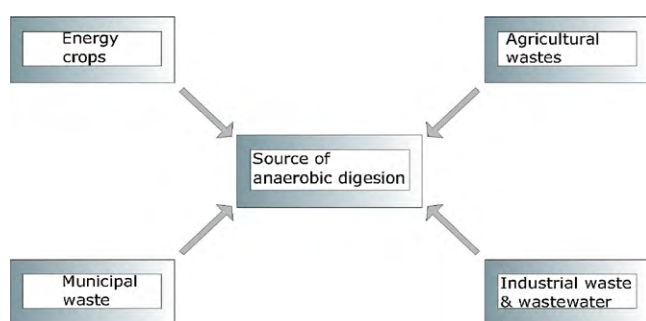 Energy
crops
Agricultural
wastes
Source of
anaerobic digesion
Municipal
waste
Industrial waste
& wastewater